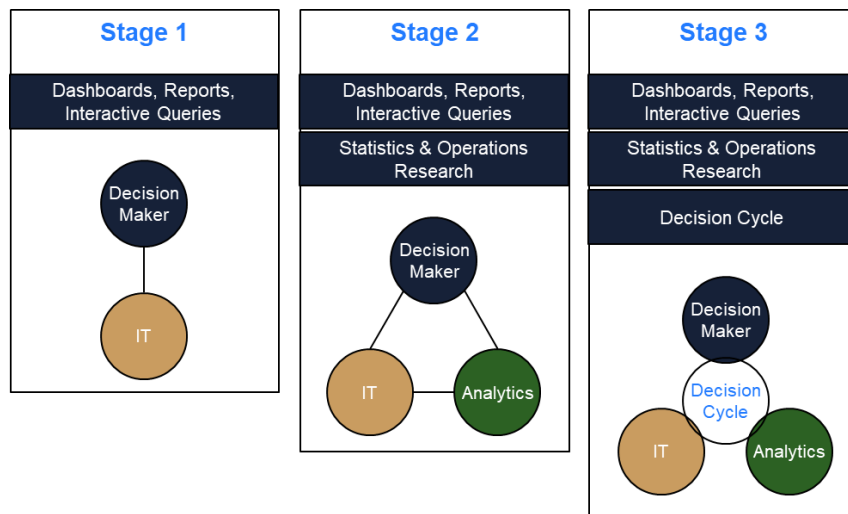 Stage 1
Dashboards, Reports,
Interactive Queries
Decision
Maker
IT
Stage 2
Dashboards, Reports,
Interactive Queries
Statistics & Operations
Research
Decision
Maker
IT
Analytics
Stage 3
Dashboards, Reports,
Interactive Queries
Statistics & Operations
Research
Decision Cycle
Decision
Maker
Decision
Cycle
IT
Analytics